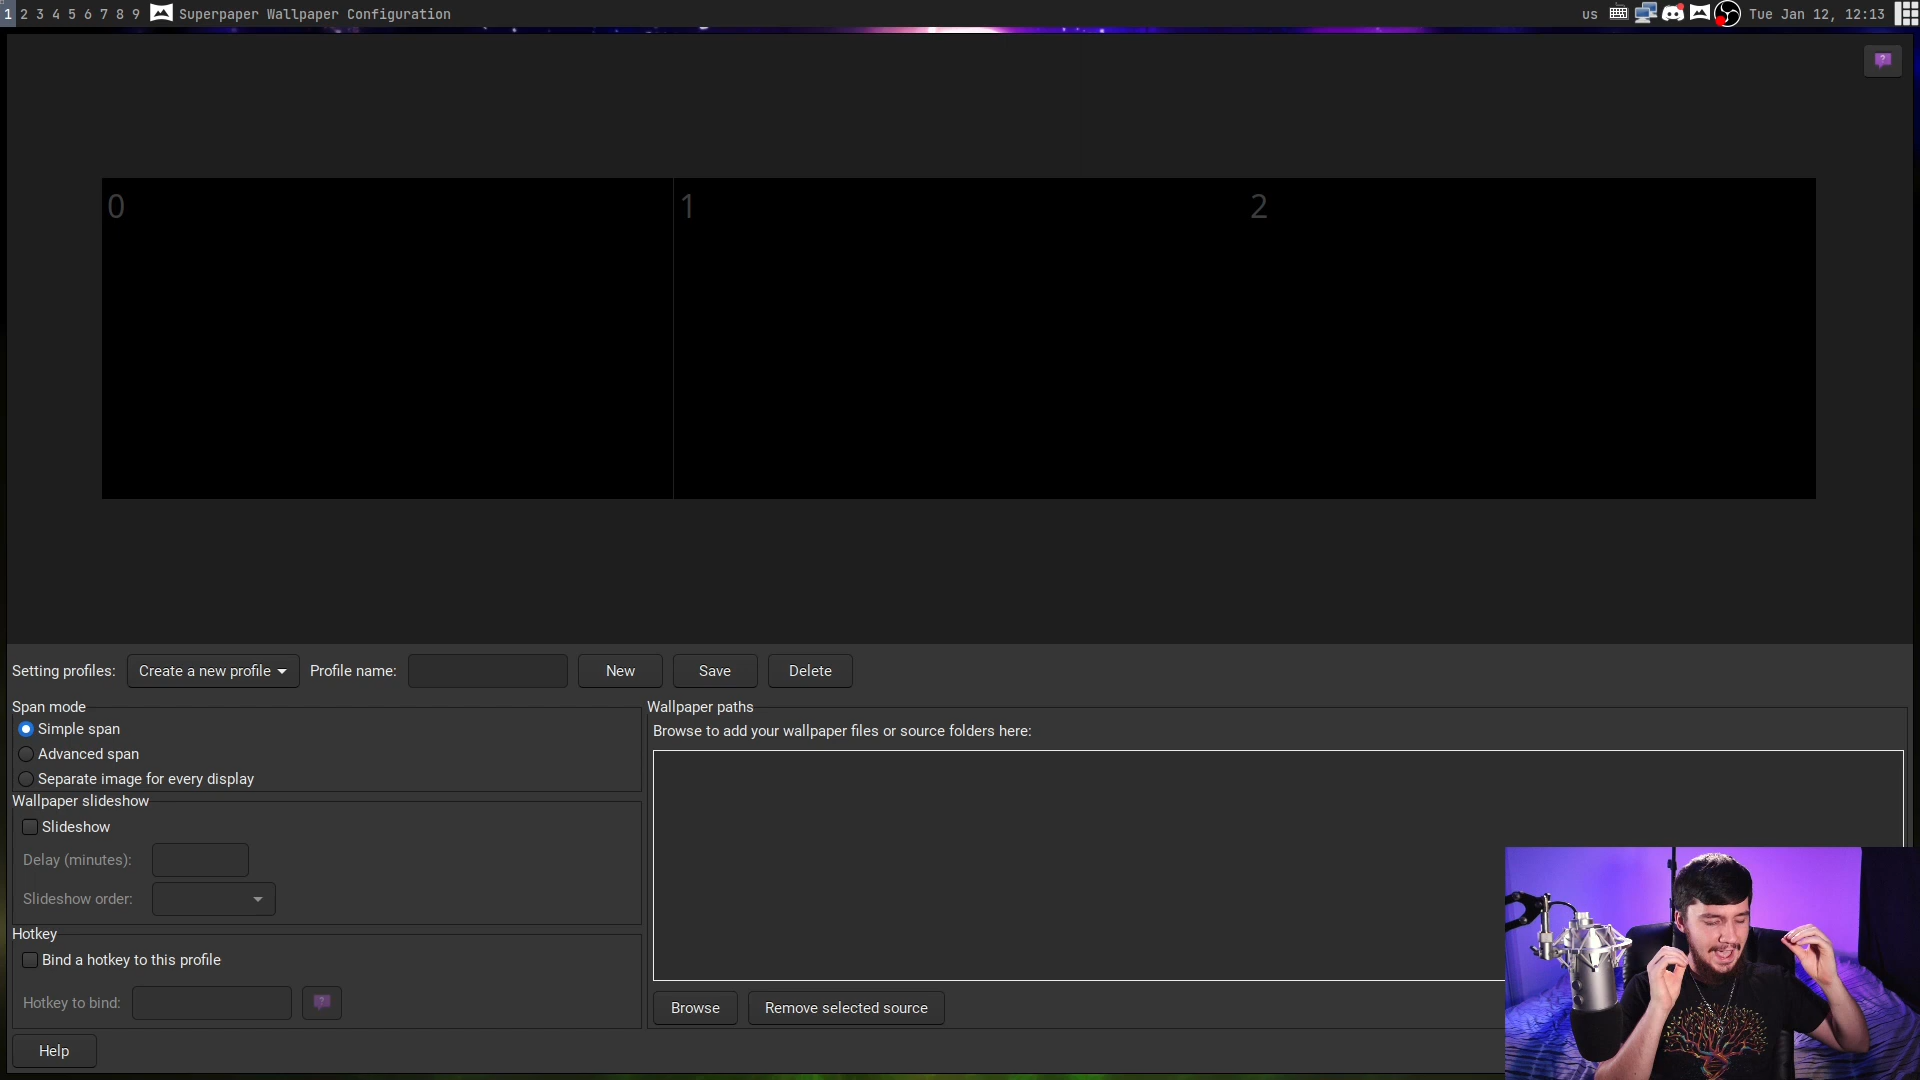 1 2 3 4 5 6 7 8 9 Superpaper Wallpaper Configuration us Tue Jan 12, 12:13
0 1 2
Setting profiles: Create a new profile Profile name: New Save Delete
Span mode
Simple span
Advanced span
Separate image for every display
Wallpaper slideshow
Slideshow
Delay (minutes):
Slideshow order:
Hotkey
Bind a hotkey to this profile
Hotkey to bind:
Help
Wallpaper paths
Browse to add your wallpaper files or source folders here:
Browse Remove selected source